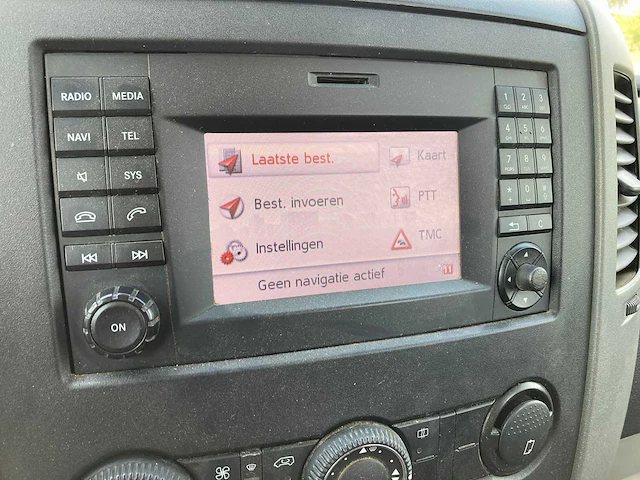 RADIO MEDIA
NAVI TEL
SYS
ON
Laatste best.
Best. invoeren
Instellingen
Geen navigatie actief
Kaart
PTT
TMC
1 2 3
4 5 6
7 8 9
* 0 #
C